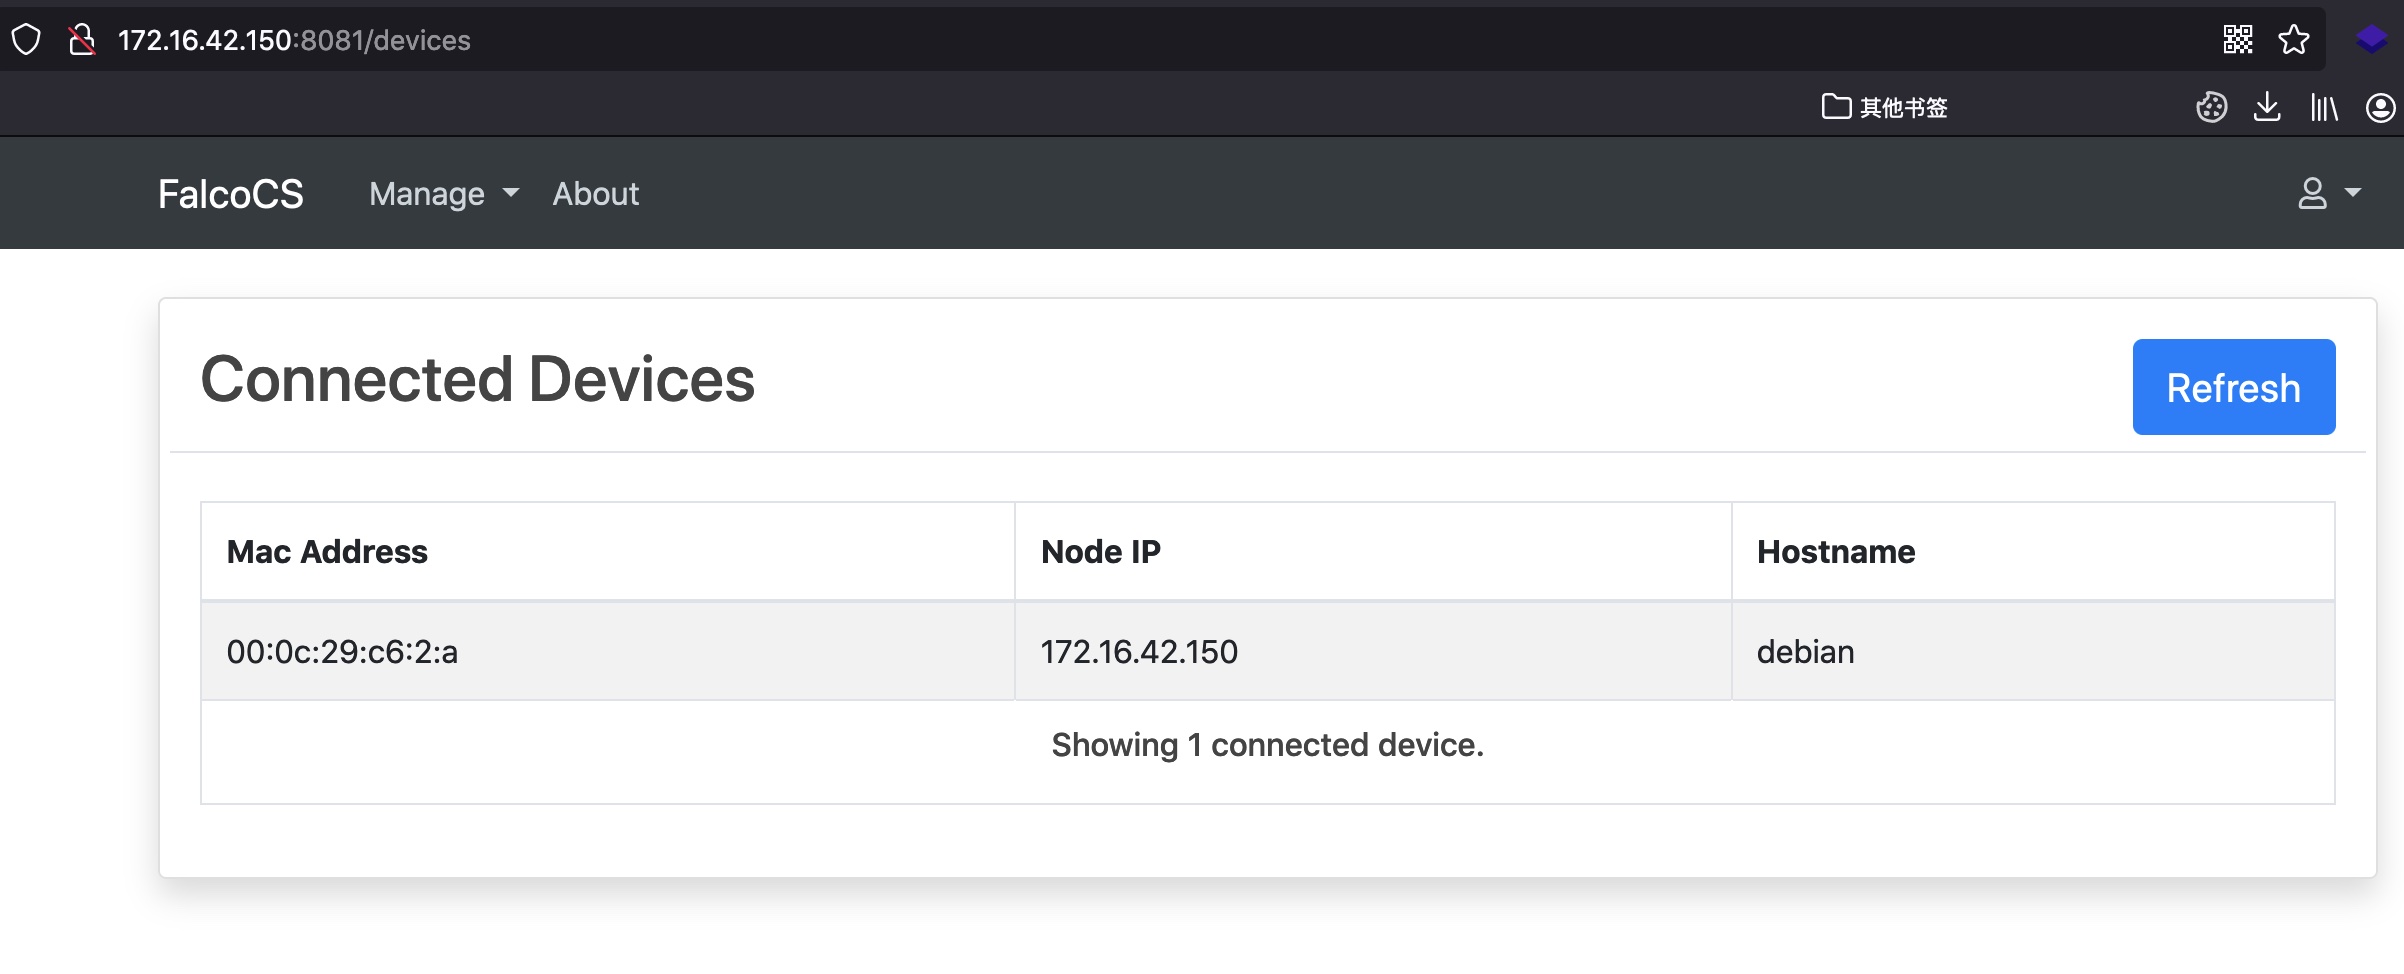 172.16.42.150:8081/devices
其他书签
FalcoCS Manage About
Connected Devices
Refresh
Mac Address Node IP Hostname
00:0c:29:c6:2:a 172.16.42.150 debian
Showing 1 connected device.